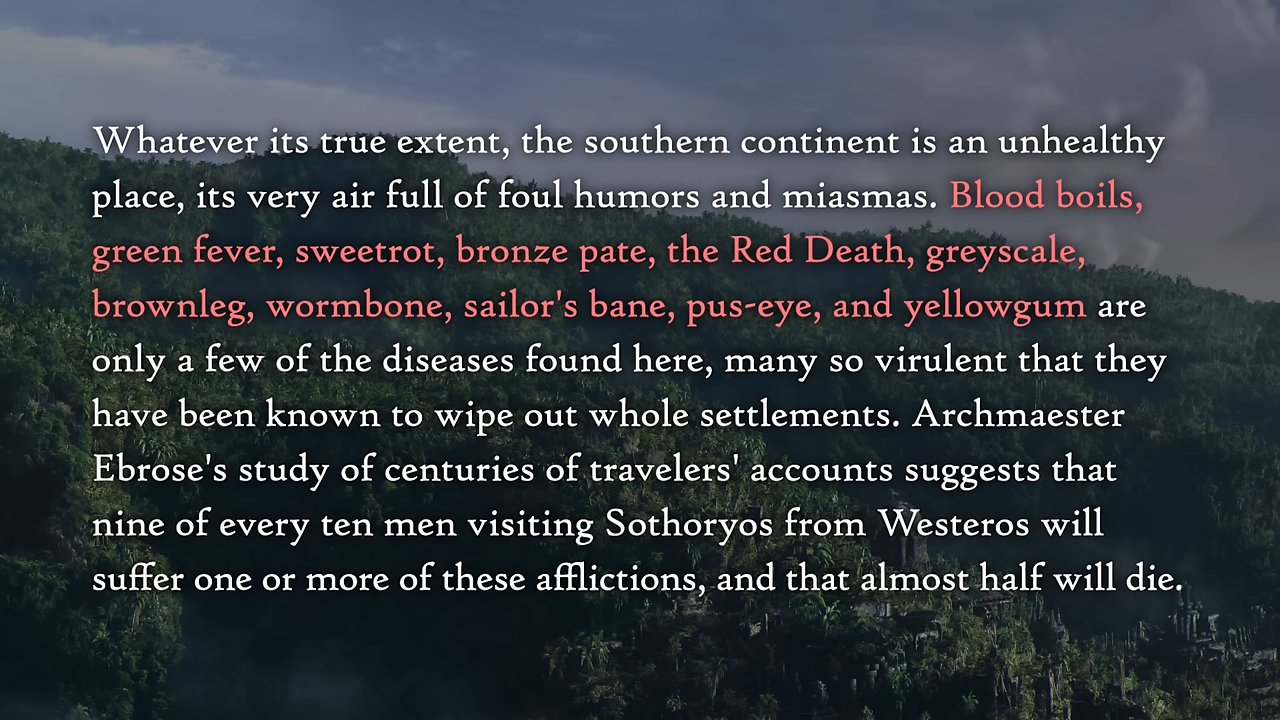 Whatever its true extent, the southern continent is an unhealthy
place, its very air full of foul humors and miasmas. Blood boils,
green fever, sweetrot, bronze pate, the Red Death, greyscale,
brownleg, wormbone, sailor's bane, pus-eye, and yellowgum are
only a few of the diseases found here, many so virulent that they
have been known to wipe out whole settlements. Archmaester
Ebrose's study of centuries of travelers' accounts suggests that
nine of every ten men visiting Sothoryos from Westeros will
suffer one or more of these afflictions, and that almost half will die.